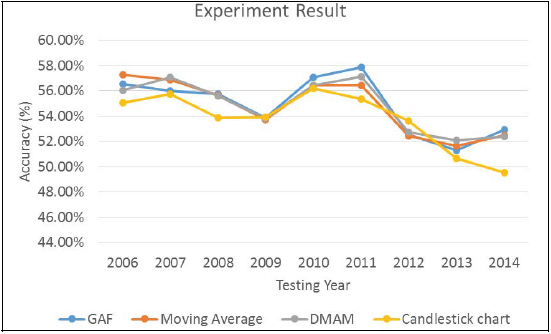 Experiment Result
60.00%
58.00%
56.00%
54.00%
52.00%
50.00%
48.00%
46.00%
44.00%
Accuracy (%)
2006 2007 2008 2009 2010 2011 2012 2013 2014
Testing Year
GAF Moving Average DMAM Candlestick chart